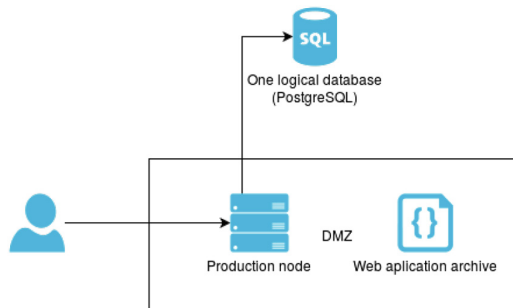 SQL
One logical database
(PostgreSQL)
{}
DMZ
Production node
Web aplication archive